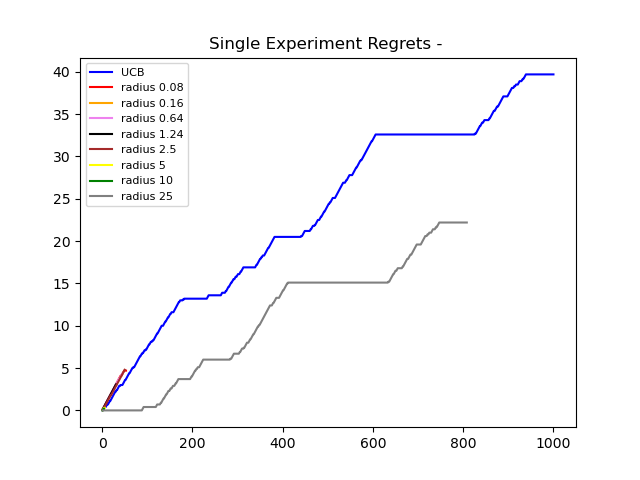 Single Experiment Regrets -
UCB
radius 0.08
radius 0.16
radius 0.64
radius 1.24
radius 2.5
radius 5
radius 10
radius 25
40
35
30
25
20
15
10
5
0
0 200 400 600 800 1000